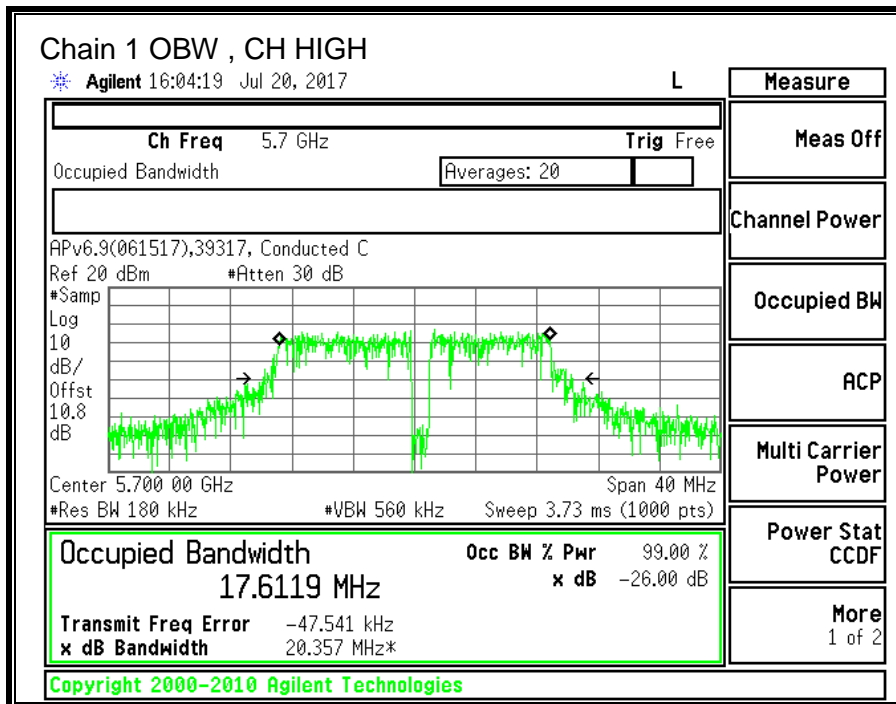 Chain 1 OBW , CH HIGH
Agilent 16:04:19 Jul 20, 2017 L
Measure
Ch Freq 5.7 GHz Trig Free
Occupied Bandwidth Averages: 20
APv6.9(061517),39317, Conducted C
Ref 20 dBm #Atten 30 dB
#Samp
Log
10
dB/
Offst
10.8
dB
Center 5.700 00 GHz Span 40 MHz
#Res BW 180 kHz #VBW 560 kHz Sweep 3.73 ms (1000 pts)
Occupied Bandwidth Occ BW % Pwr 99.00 %
17.6119 MHz x dB -26.00 dB
Transmit Freq Error -47.541 kHz
x dB Bandwidth 20.357 MHz*
Copyright 2000-2010 Agilent Technologies
Meas Off
Channel Power
Occupied BW
ACP
Multi Carrier
Power
Power Stat
CCDF
More
1 of 2